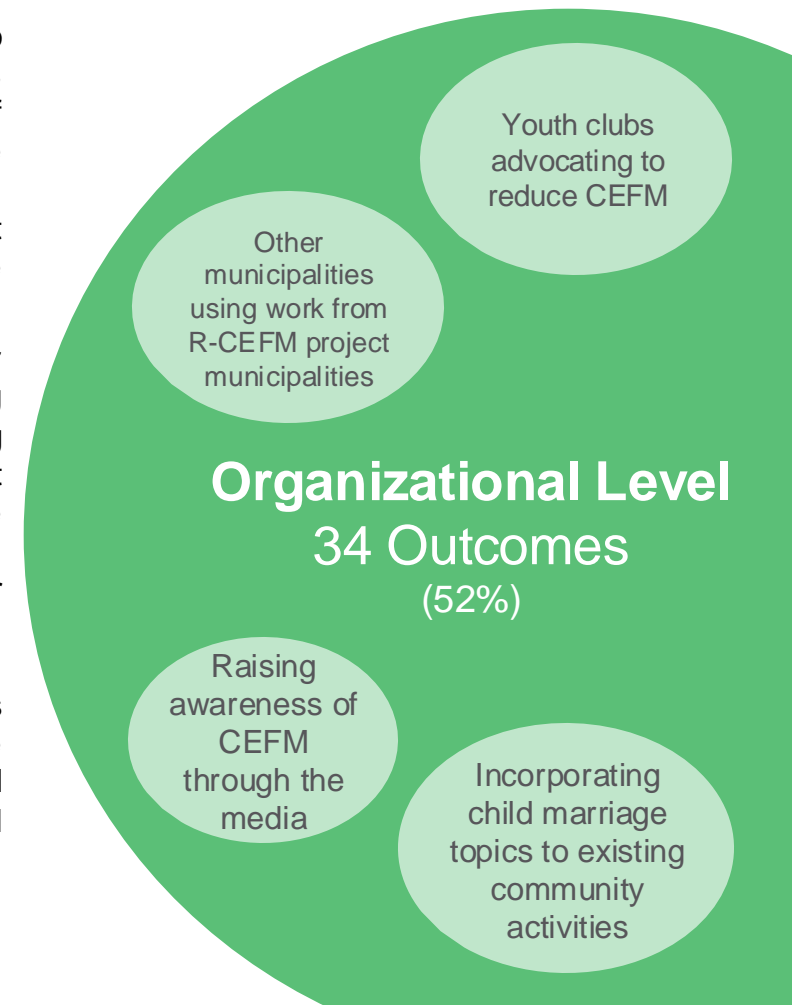 Youth clubs
advocating to
reduce CEFM
Other
municipalities
using work from
R-CEFM project
municipalities
Organizational Level
34 Outcomes
(52%)
Raising
awareness of
CEFM
through the
media
Incorporating
child marriage
topics to existing
community
activities